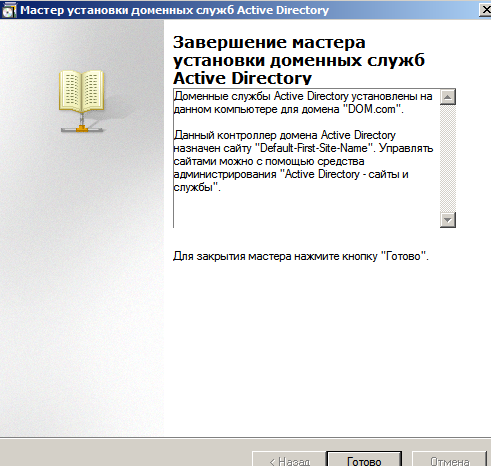 Мастер установки доменных служб Active Directory
Завершение мастера
установки доменных служб
Active Directory
Доменные службы Active Directory установлены на
данном компьютере для домена "DOM.com".
Данный контроллер домена Active Directory
назначен сайту "Default-First-Site-Name". Управлять
сайтами можно с помощью средства
администрирования "Active Directory - сайты и
службы".
Для закрытия мастера нажмите кнопку "Готово".
< Назад
Готово
Отмена